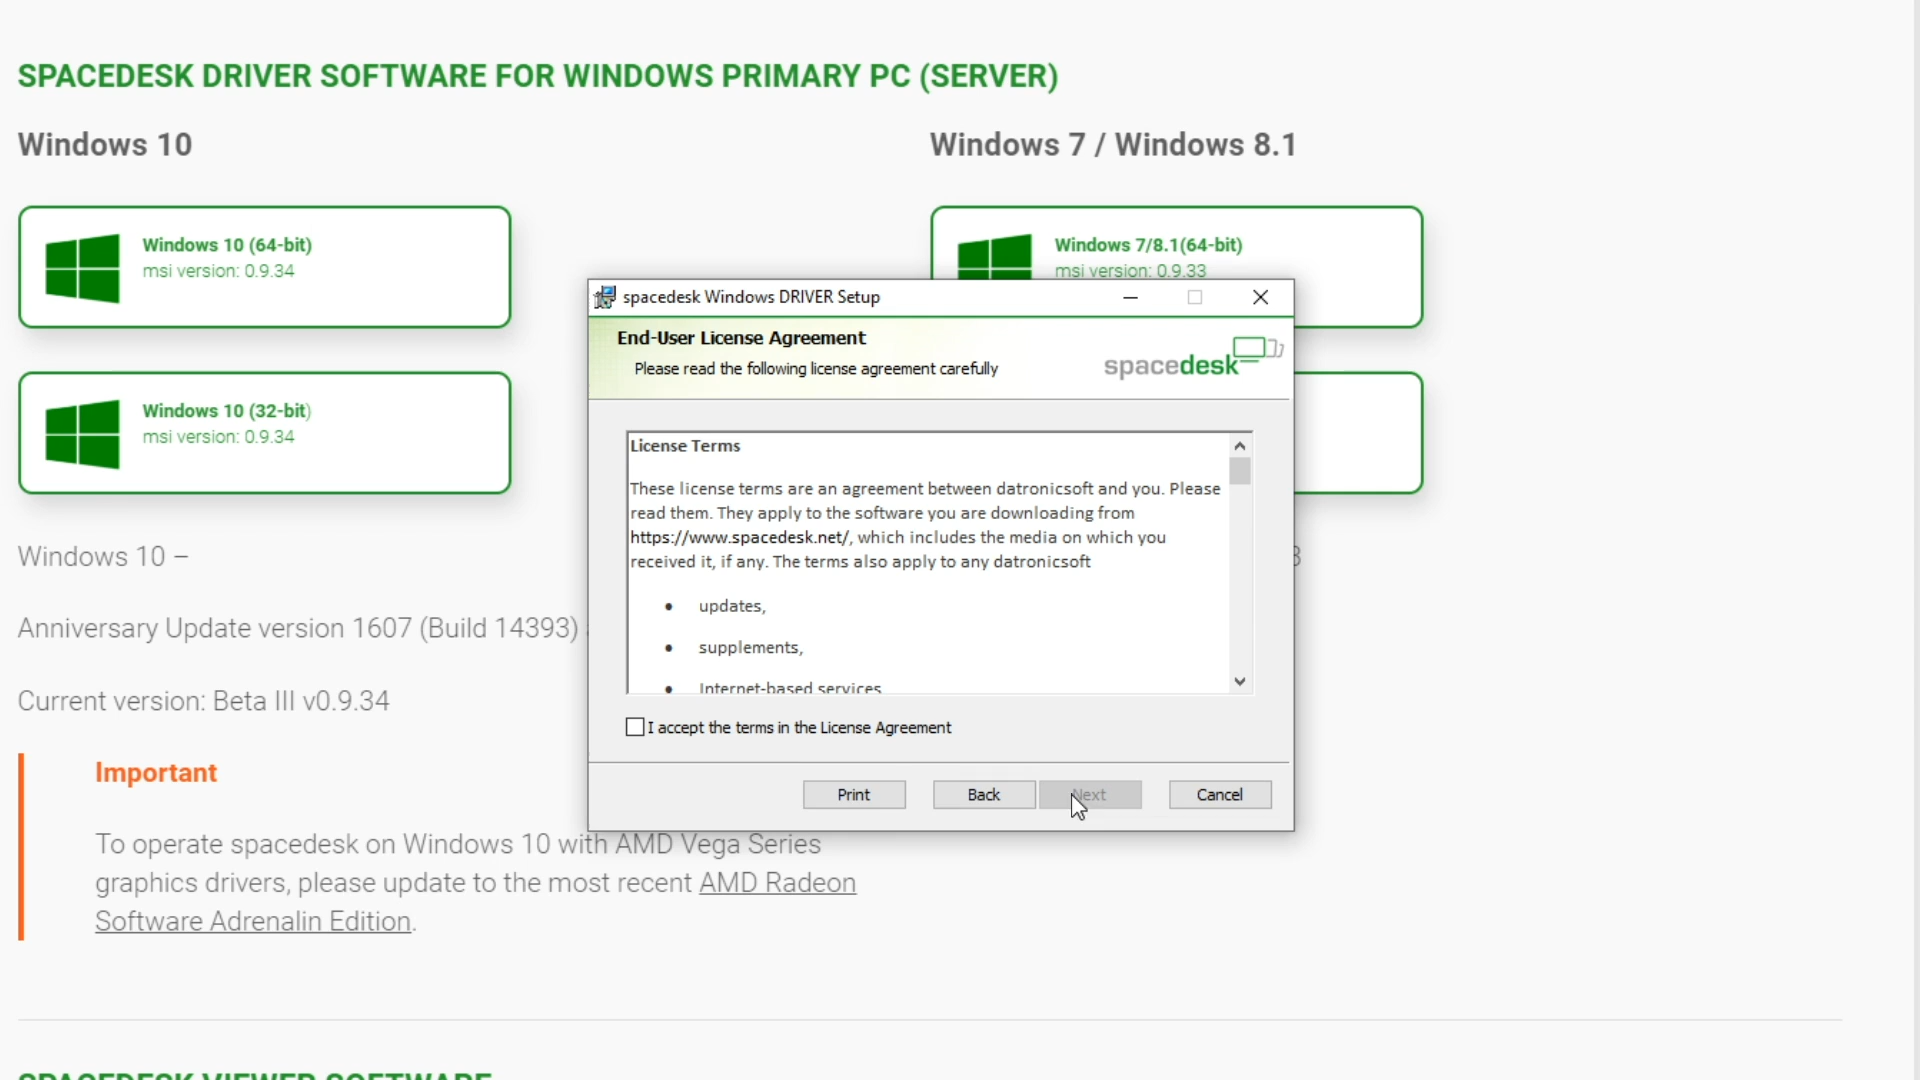 SPACEDESK DRIVER SOFTWARE FOR WINDOWS PRIMARY PC (SERVER)
Windows 10
Windows 7 / Windows 8.1
Windows 10 (64-bit)
msi version: 0.9.34
Windows 7/8.1(64-bit)
msi version: 0.9.33
Windows 10 (32-bit)
msi version: 0.9.34
Windows 10 –
Anniversary Update version 1607 (Build 14393)
Current version: Beta III v0.9.34
Important
To operate spacedesk on Windows 10 with AMD Vega Series
graphics drivers, please update to the most recent AMD Radeon
Software Adrenalin Edition.
SPACEDESK VIEWER SOFTWARE
spacedesk Windows DRIVER Setup
End-User License Agreement
Please read the following license agreement carefully
spacedesk
License Terms
These license terms are an agreement between datronicsoft and you. Please
read them. They apply to the software you are downloading from
https://www.spacedesk.net/, which includes the media on which you
received it, if any. The terms also apply to any datronicsoft
• updates,
• supplements,
• Internet-based services
I accept the terms in the License Agreement
Print
Back
Next
Cancel